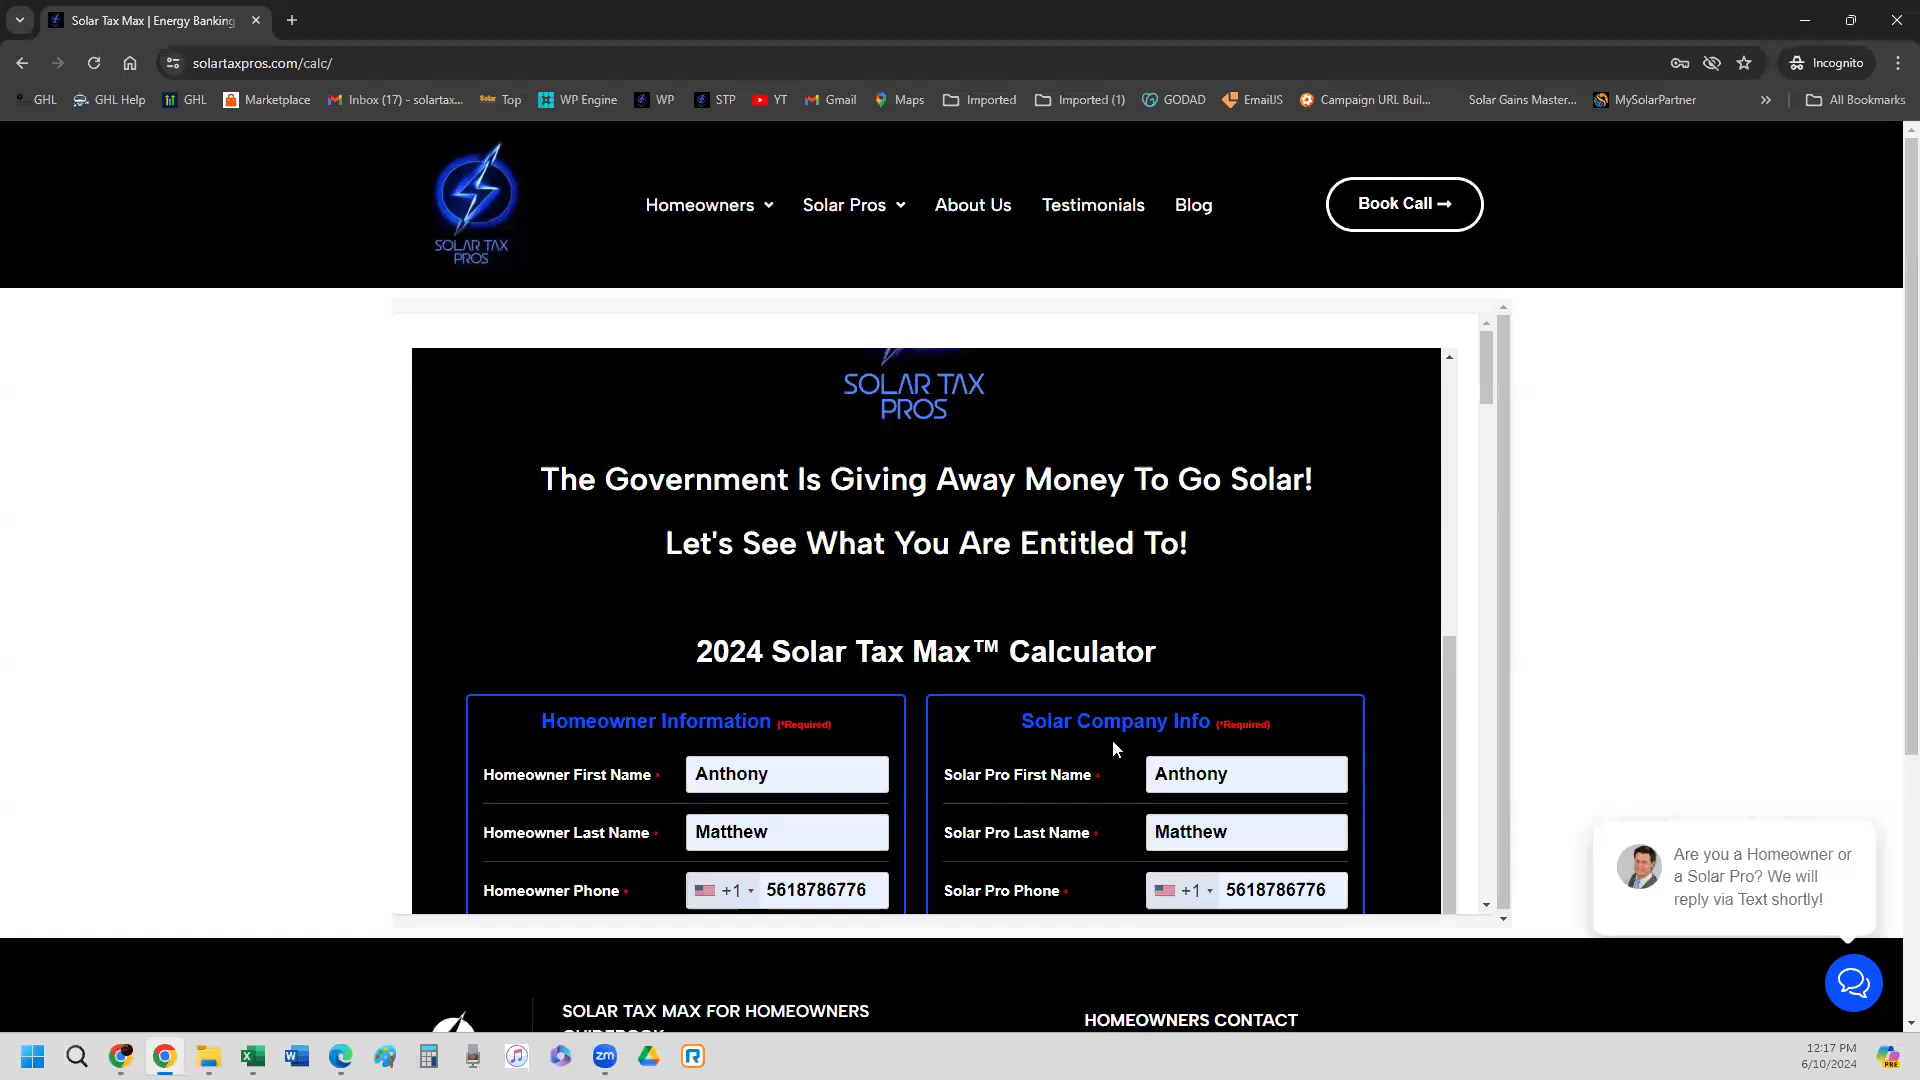 Solar Tax Max | Energy Banking
solartaxpros.com/calc/
Incognito
GHL
GHL Help
GHL
Marketplace
Inbox (17) - solartax...
Top
WP Engine
WP
STP
YT
Gmail
Maps
Imported
Imported (1)
GODAD
EmailJS
Campaign URL Buil...
Solar Gains Master...
MySolarPartner
»
All Bookmarks
SOLAR TAX
PROS
Homeowners
Solar Pros
About Us
Testimonials
Blog
Book Call →
SOLAR TAX
PROS
The Government Is Giving Away Money To Go Solar!
Let's See What You Are Entitled To!
2024 Solar Tax Max™ Calculator
Homeowner Information (*Required)
Homeowner First Name * Anthony
Homeowner Last Name * Matthew
Homeowner Phone * +1 5618786776
Solar Company Info (*Required)
Solar Pro First Name * Anthony
Solar Pro Last Name * Matthew
Solar Pro Phone * +1 5618786776
Are you a Homeowner or
a Solar Pro? We will
reply via Text shortly!
SOLAR TAX MAX FOR HOMEOWNERS
GUIDEBOOK
HOMEOWNERS CONTACT
zm
R
12:17 PM
6/10/2024
PRE